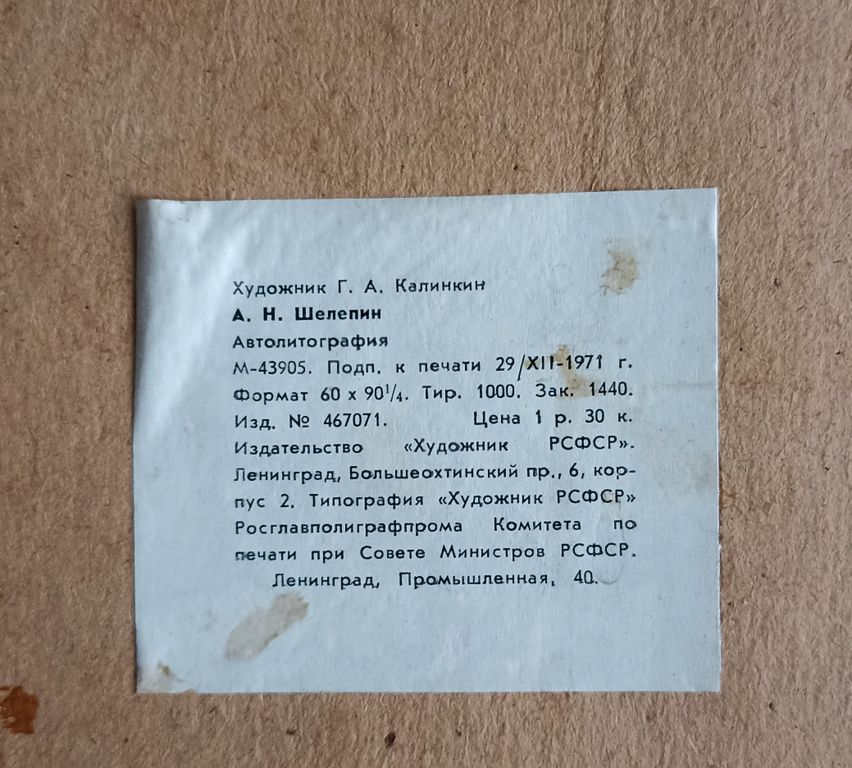 Художник Г. А. Калинкин
А. Н. Шелепин
Автолитография
М-43905. Подп. к печати 29/XII-1971 г.
Формат 60 х 90¹/₄. Тир. 1000. Зак. 1440.
Изд. № 467071. Цена 1 р. 30 к.
Издательство «Художник РСФСР».
Ленинград, Большеохтинский пр., 6, кор-
пус 2. Типография «Художник РСФСР»
Росглавполиграфпрома Комитета по
печати при Совете Министров РСФСР.
Ленинград, Промышленная, 40.